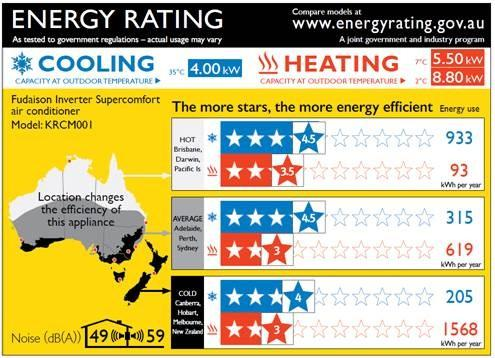 ENERGY RATING
As tested to government regulations – actual usage may vary
Compare models at
www.energyrating.gov.au
A joint government and industry program
COOLING
CAPACITY AT OUTDOOR TEMPERATURE ▶
35°C 4.00 kW
HEATING
CAPACITY AT OUTDOOR TEMPERATURE ▶
7°C 5.50 kW
2°C 8.80 kW
Fudaison Inverter Supercomfort
air conditioner
Model: KRCM001
The more stars, the more energy efficient
Energy use
Location changes
the efficiency of
this appliance
HOT
Brisbane,
Darwin,
Pacific Is
4.5
933
3.5
93
kWh per year
AVERAGE
Adelaide,
Perth,
Sydney
4.5
315
3
619
kWh per year
COLD
Canberra,
Hobart,
Melbourne,
New Zealand
4
205
3
1568
kWh per year
Noise (dB(A)) 49 59